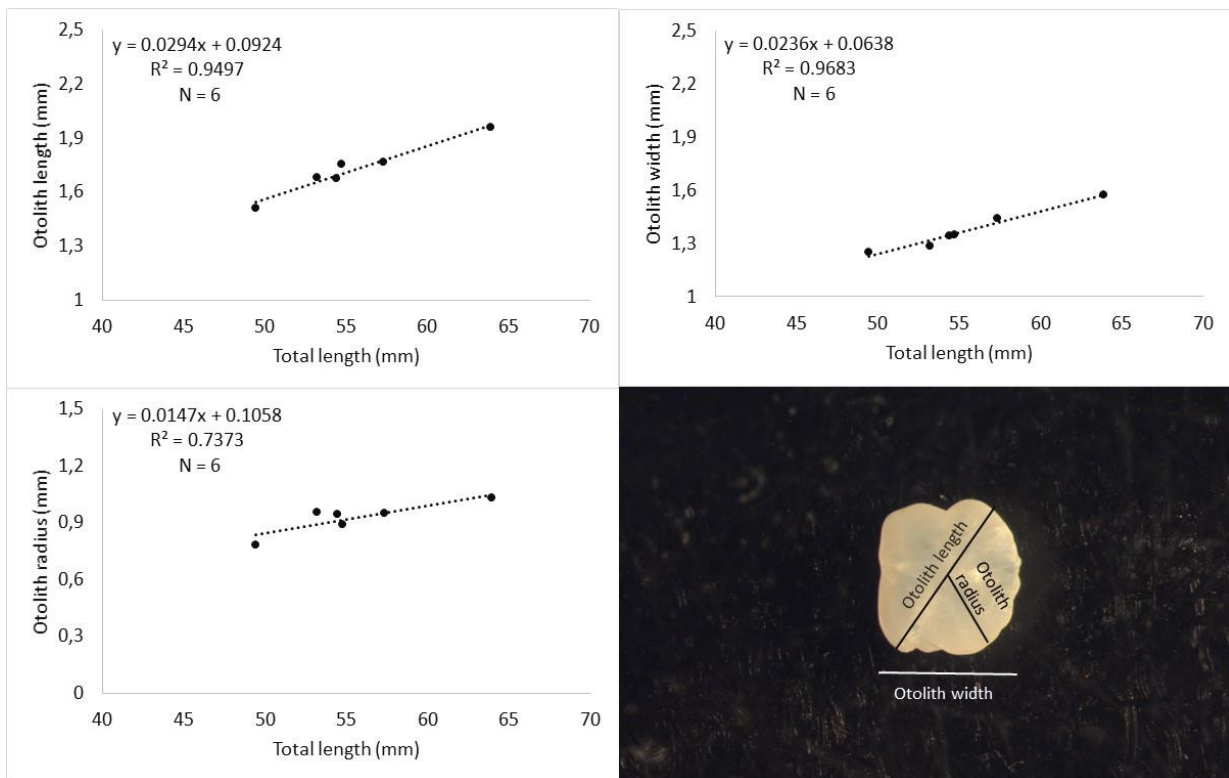 y = 0.0294x + 0.0924
R² = 0.9497
N = 6
2,5
2,2
1,9
1,6
1,3
1
Otolith length (mm)
40 45 50 55 60 65 70
Total length (mm)
y = 0.0236x + 0.0638
R² = 0.9683
N = 6
2,5
2,2
1,9
1,6
1,3
1
Otolith width (mm)
40 45 50 55 60 65 70
Total length (mm)
y = 0.0147x + 0.1058
R² = 0.7373
N = 6
1,5
1,2
0,9
0,6
0,3
0
Otolith radius (mm)
40 45 50 55 60 65 70
Total length (mm)
Otolith length
Otolith
radius
Otolith width